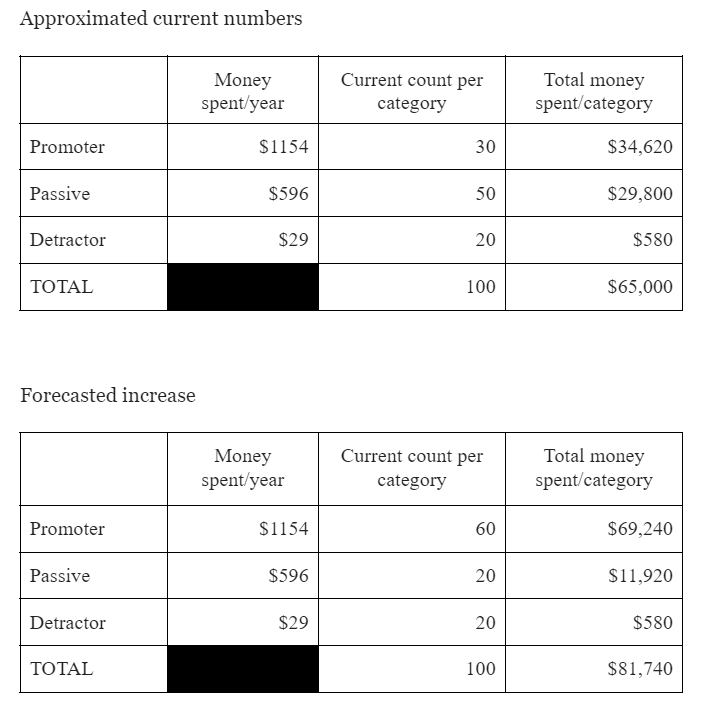 Approximated current numbers
Money spent/year Current count per category Total money spent/category
Promoter $1154 30 $34,620
Passive $596 50 $29,800
Detractor $29 20 $580
TOTAL 100 $65,000
Forecasted increase
Money spent/year Current count per category Total money spent/category
Promoter $1154 60 $69,240
Passive $596 20 $11,920
Detractor $29 20 $580
TOTAL 100 $81,740